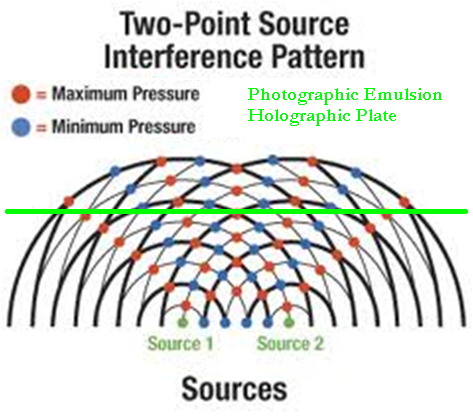 Two-Point Source
Interference Pattern
= Maximum Pressure
= Minimum Pressure
Photographic Emulsion
Holographic Plate
Source 1
Source 2
Sources